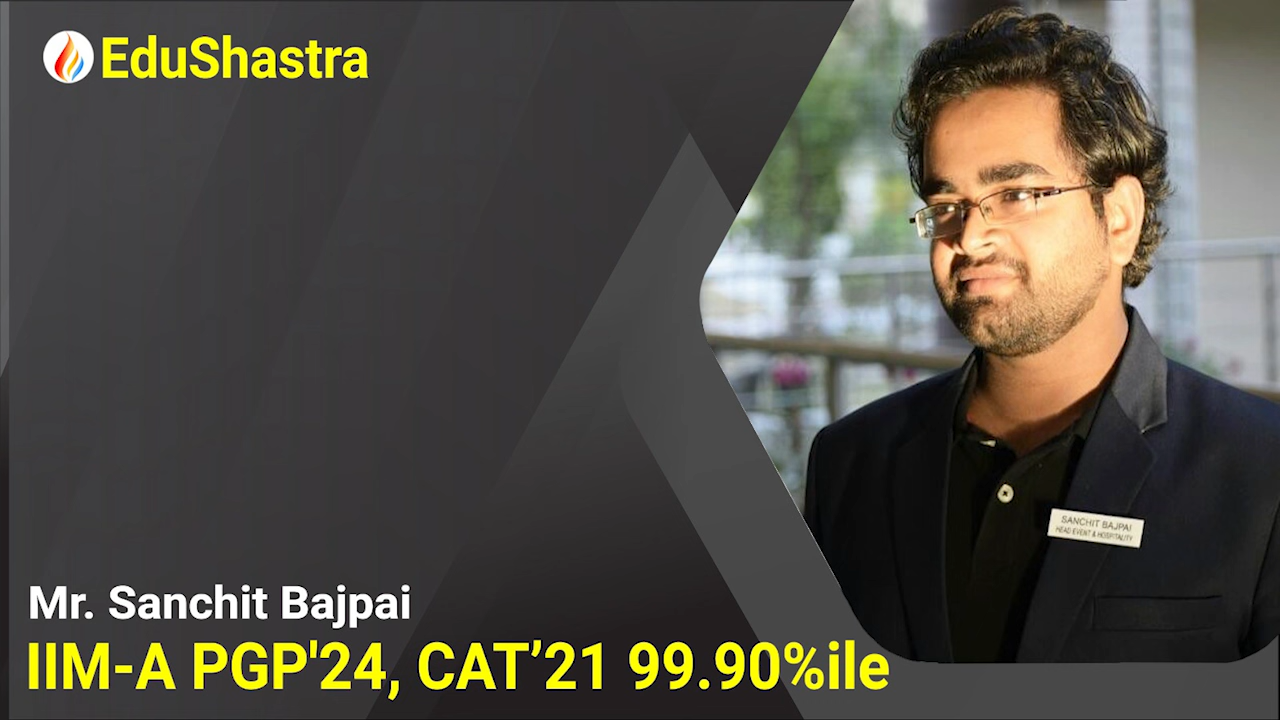 EduShastra
SANCHIT BAJPAI
HEAD EVENT & HOSPITALITY
Mr. Sanchit Bajpai
IIM-A PGP'24, CAT’21 99.90%ile